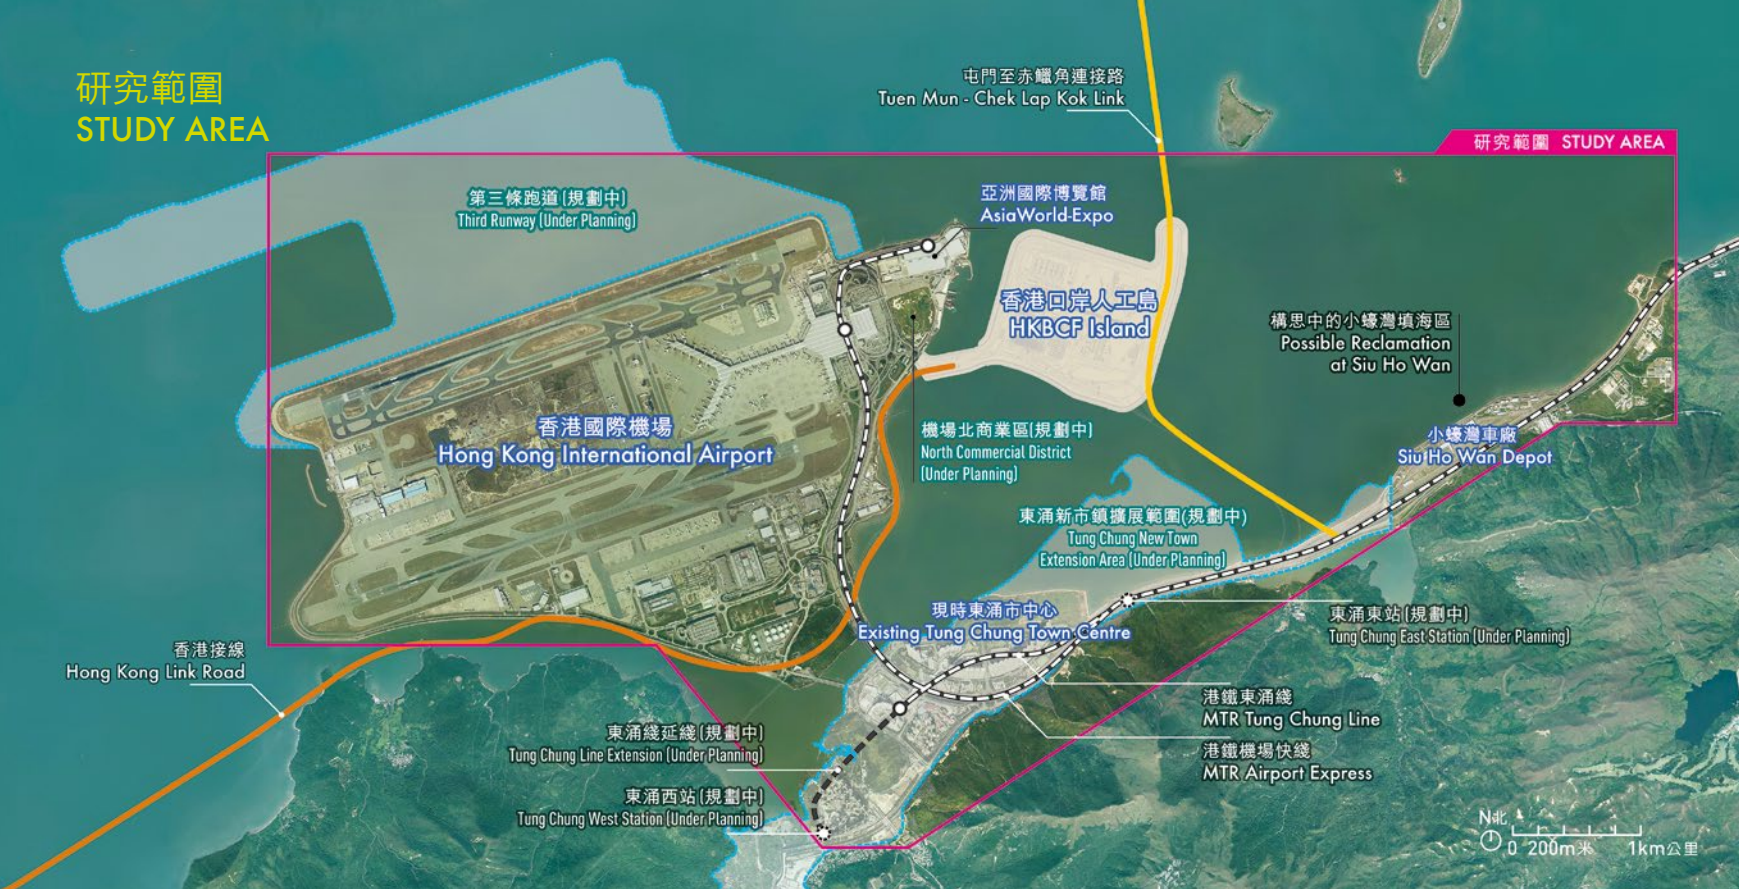 研究範圍
STUDY AREA
屯門至赤鱲角連接路
Tuen Mun - Chek Lap Kok Link
研究範圍 STUDY AREA
第三條跑道(規劃中)
Third Runway (Under Planning)
亞洲國際博覽館
AsiaWorld-Expo
香港口岸人工島
HKBCF Island
構思中的小蠔灣填海區
Possible Reclamation
at Siu Ho Wan
香港國際機場
Hong Kong International Airport
機場北商業區(規劃中)
North Commercial District
(Under Planning)
小蠔灣車廠
Siu Ho Wan Depot
東涌新市鎮擴展範圍(規劃中)
Tung Chung New Town
Extension Area (Under Planning)
現時東涌市中心
Existing Tung Chung Town Centre
東涌東站(規劃中)
Tung Chung East Station (Under Planning)
香港接線
Hong Kong Link Road
港鐵東涌綫
MTR Tung Chung Line
東涌綫延綫(規劃中)
Tung Chung Line Extension (Under Planning)
港鐵機場快綫
MTR Airport Express
東涌西站(規劃中)
Tung Chung West Station (Under Planning)
N北
0 200m米 1km公里